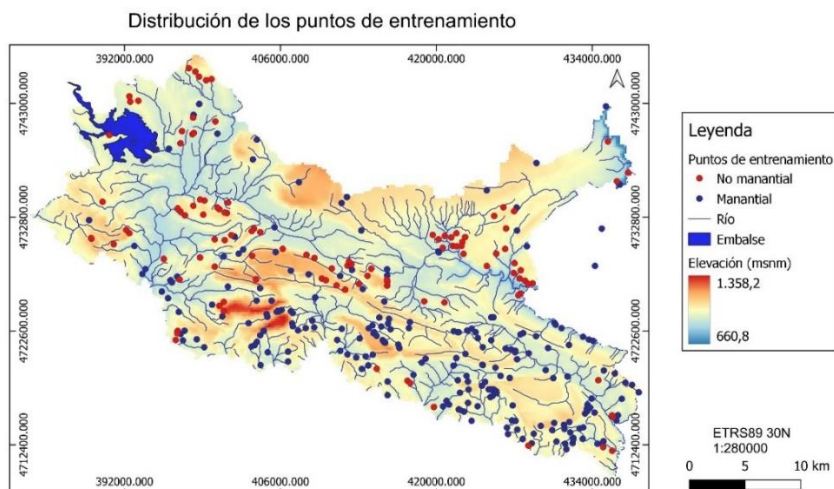 Distribución de los puntos de entrenamiento
392000.000 406000.000 420000.000 434000.000
4743000.000 4743000.000
4732800.000 4732800.000
4722600.000 4722600.000
4712400.000 4712400.000
392000.000 406000.000 420000.000 434000.000
Leyenda
Puntos de entrenamiento
No manantial
Manantial
Río
Embalse
Elevación (msnm)
1.358,2
660,8
ETRS89 30N
1:280000
0 5 10 km